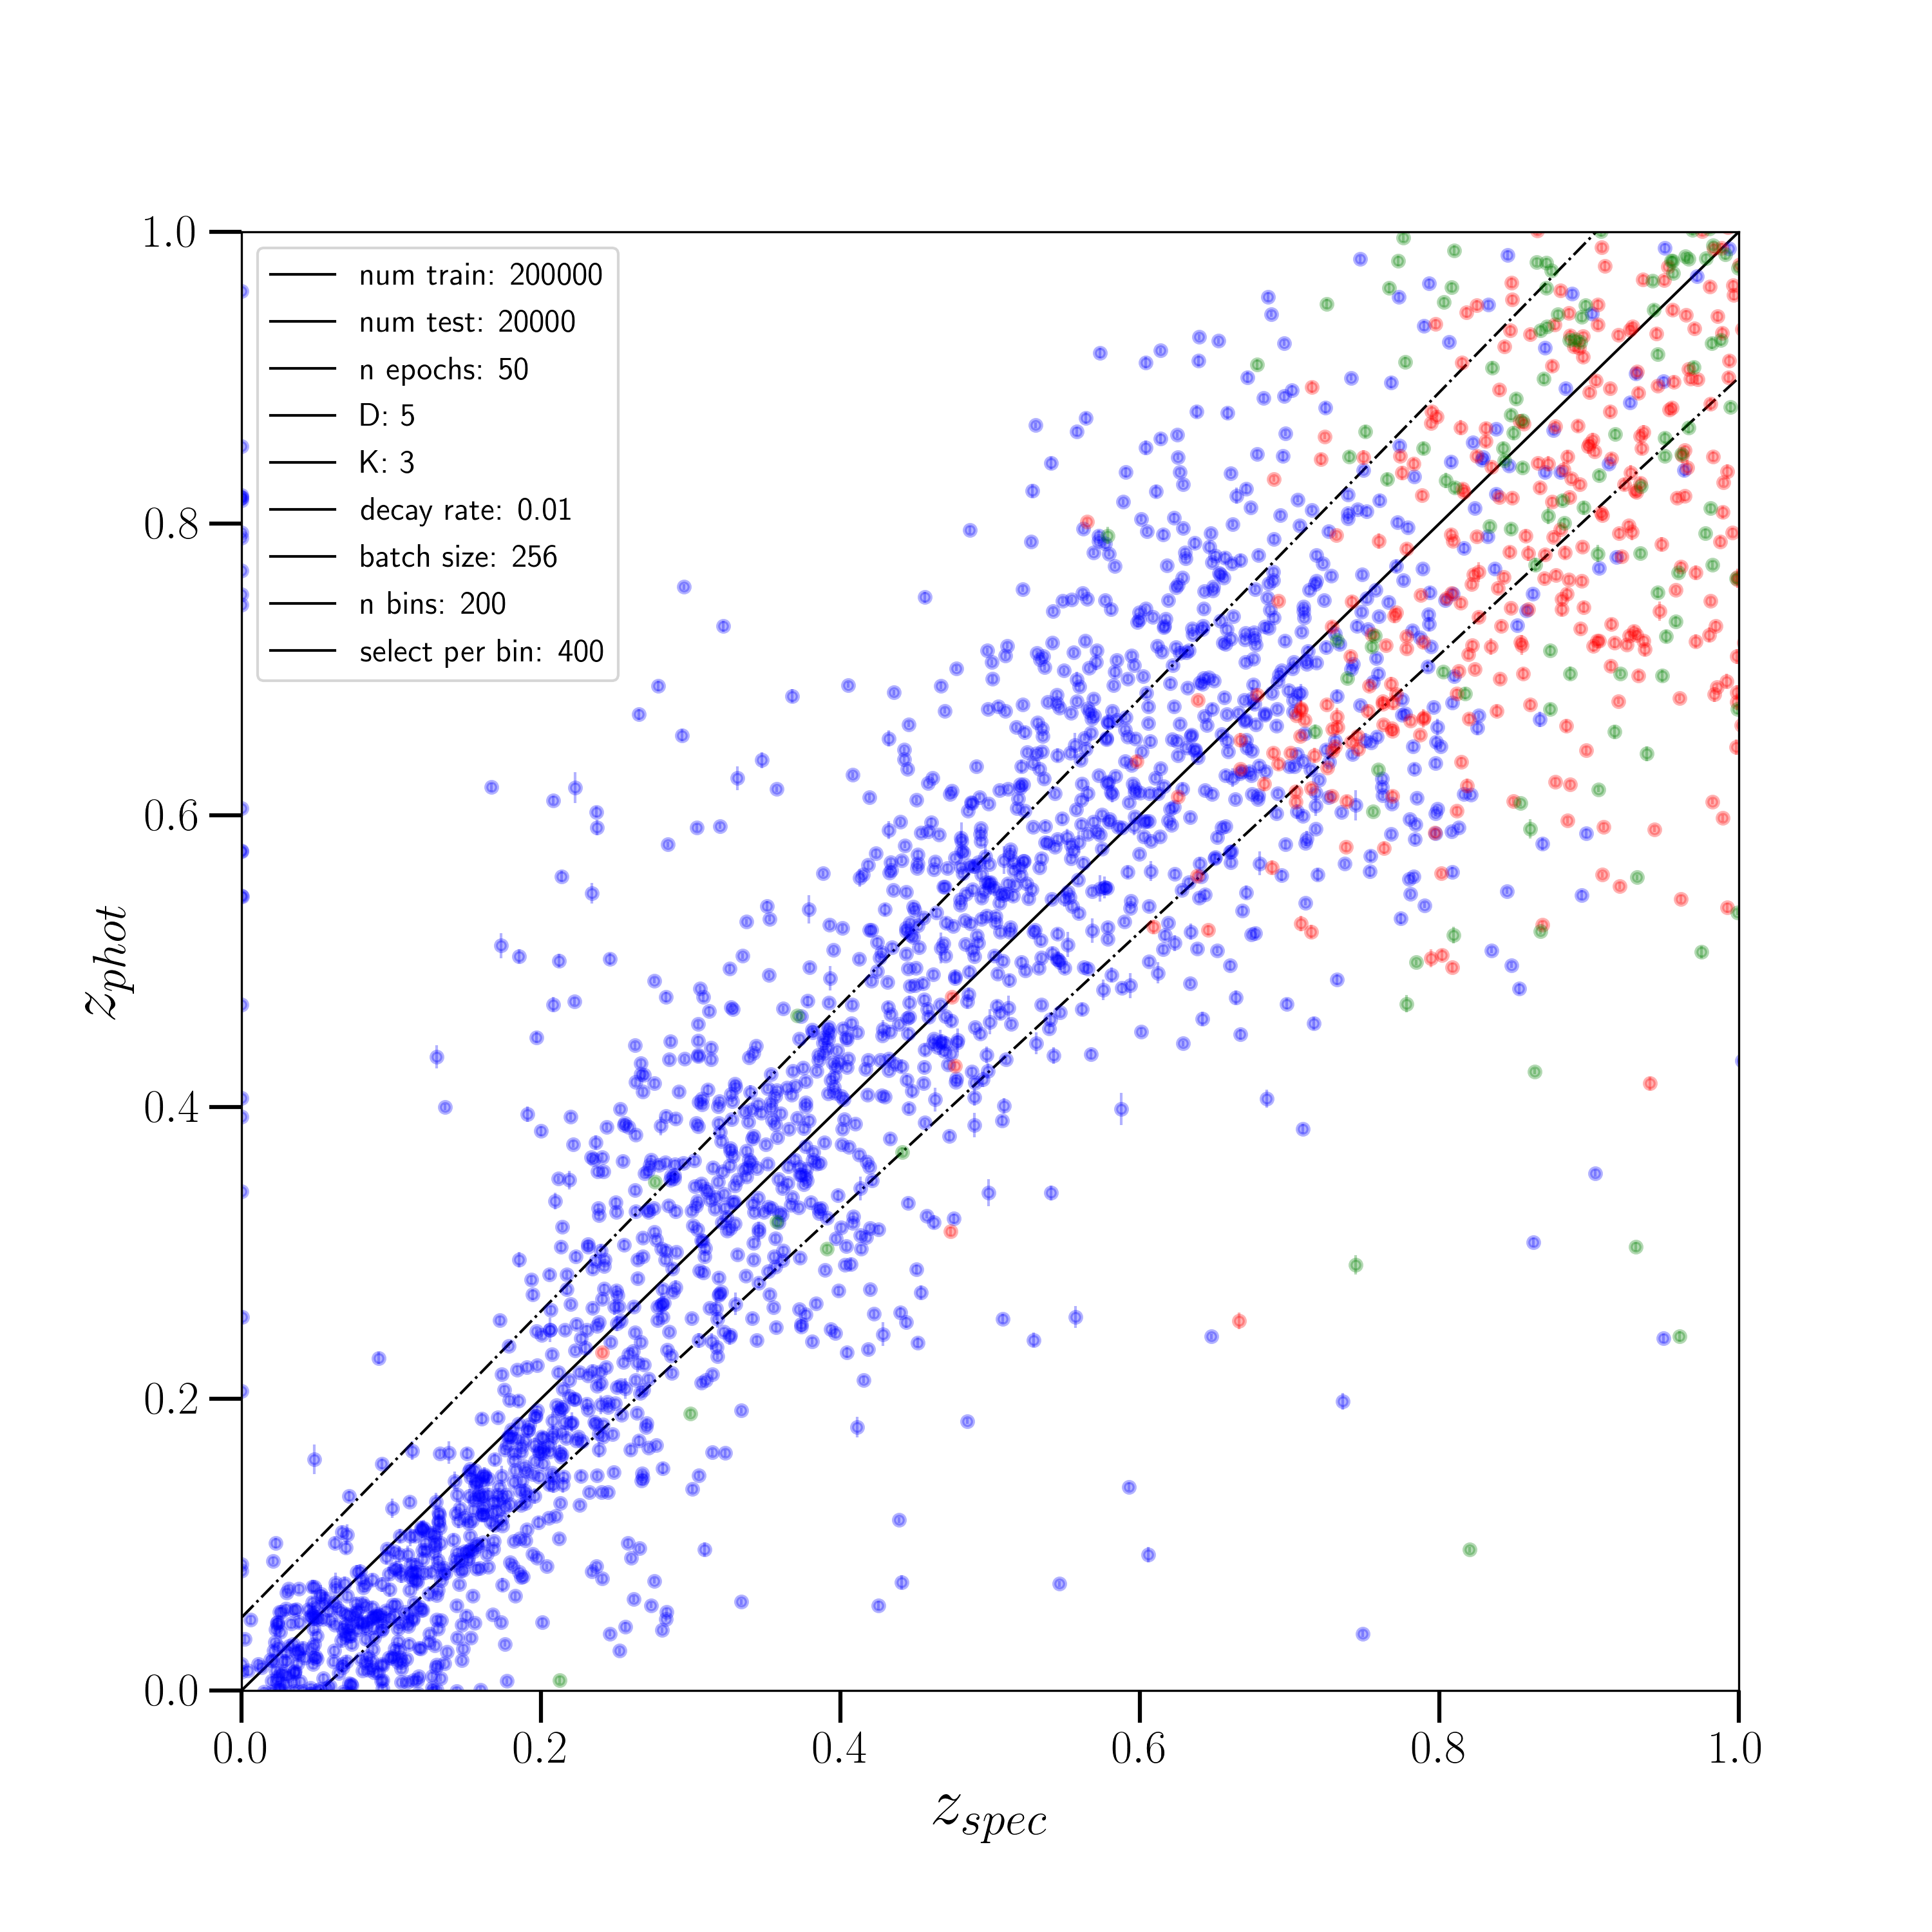 1.0
0.8
0.6
0.4
0.2
0.0
z_phot
num train: 200000
num test: 20000
n epochs: 50
D: 5
K: 3
decay rate: 0.01
batch size: 256
n bins: 200
select per bin: 400
0.0 0.2 0.4 0.6 0.8 1.0
z_spec